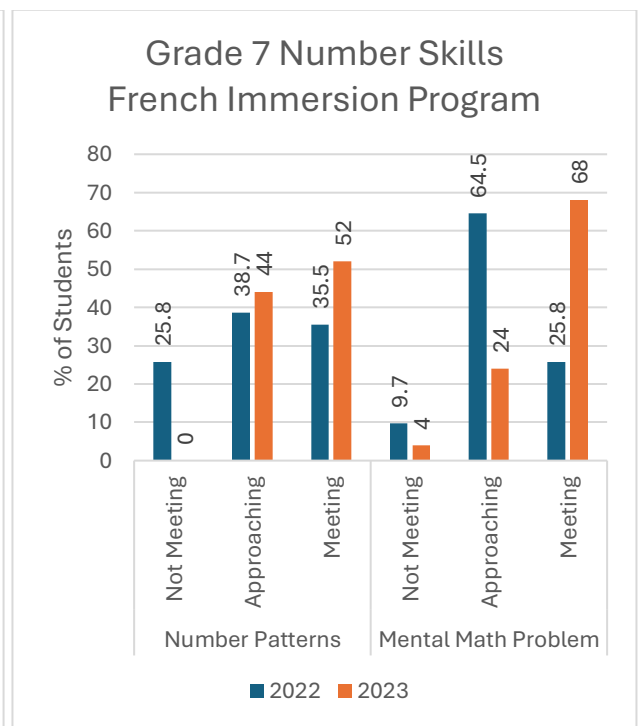 Grade 7 Number Skills
French Immersion Program
% of Students
80
70
60
50
40
30
20
10
0
25.8
0
38.7
44
35.5
52
9.7
4
64.5
24
25.8
68
Not Meeting
Approaching
Meeting
Not Meeting
Approaching
Meeting
Number Patterns
Mental Math Problem
2022
2023